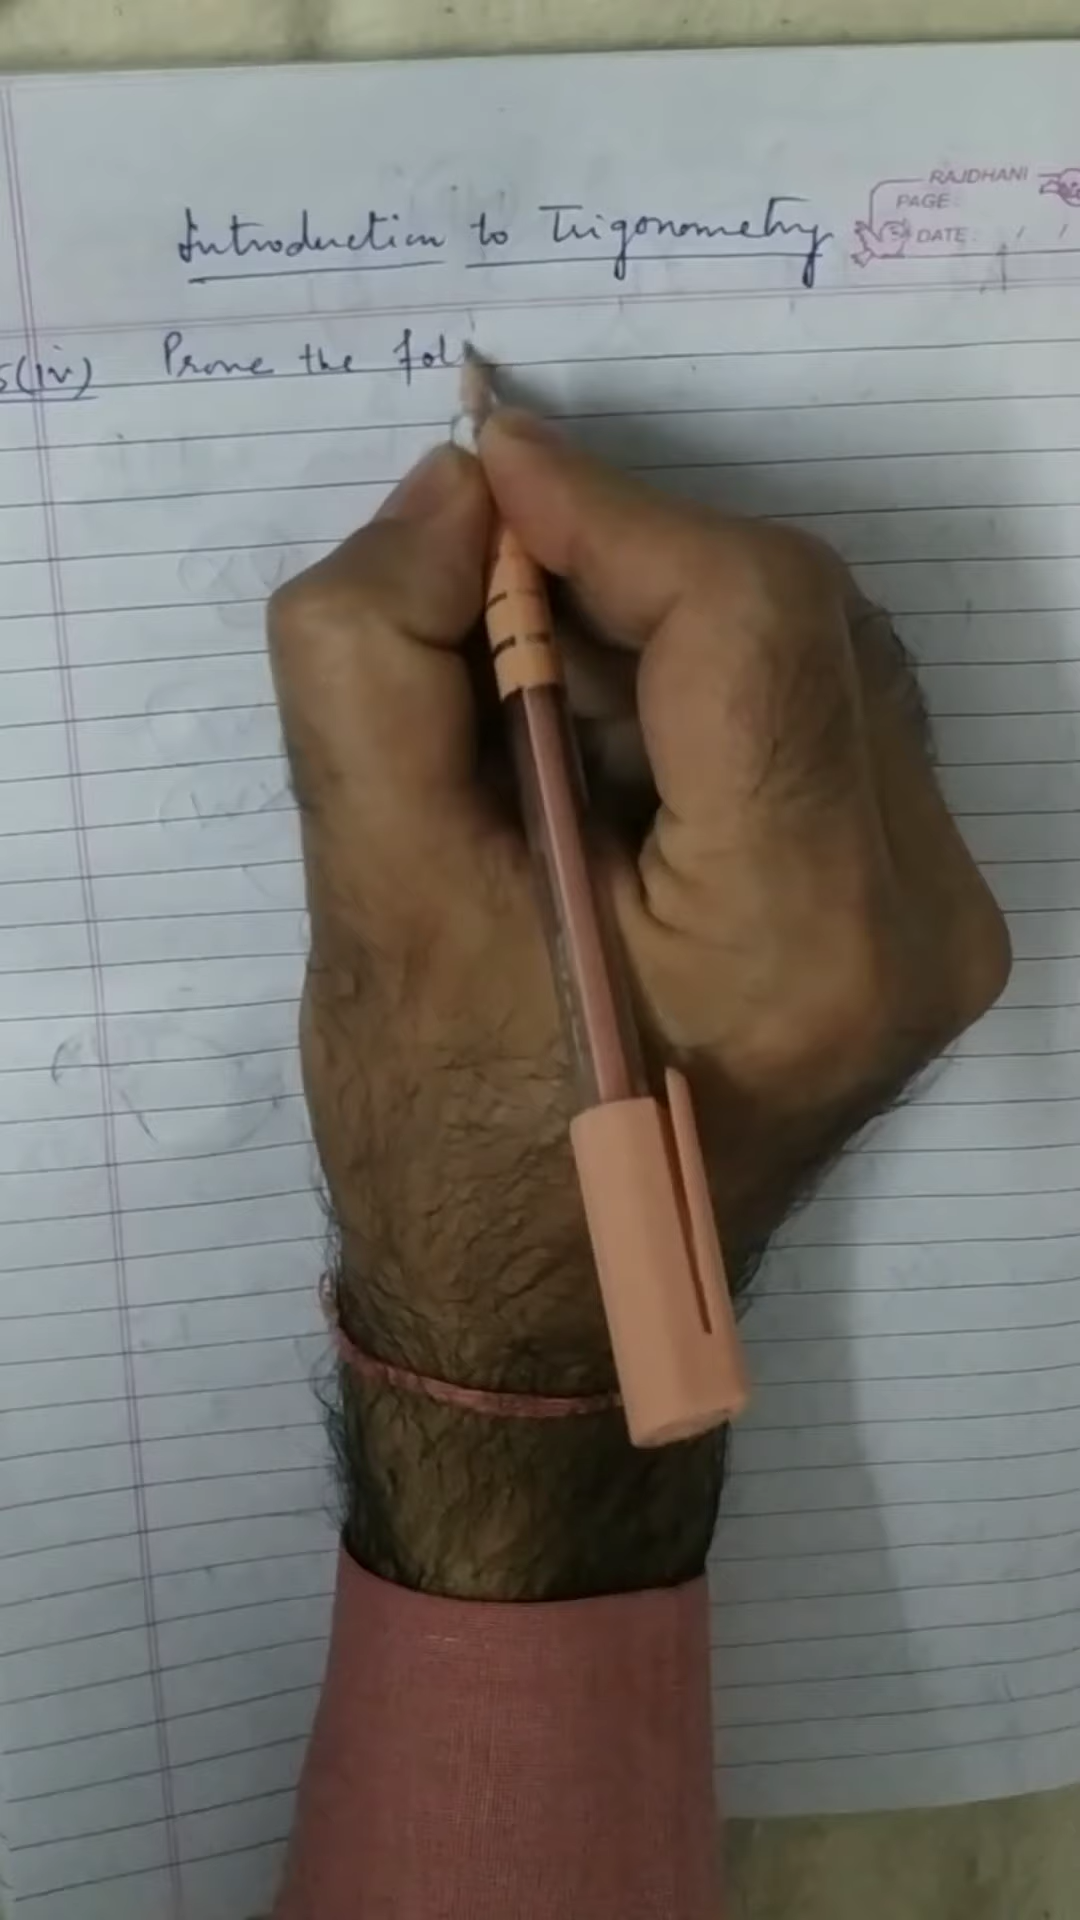 Introduction to Trigonometry
RAJDHANI
PAGE:
DATE: / /
5(iv) Prove the fol